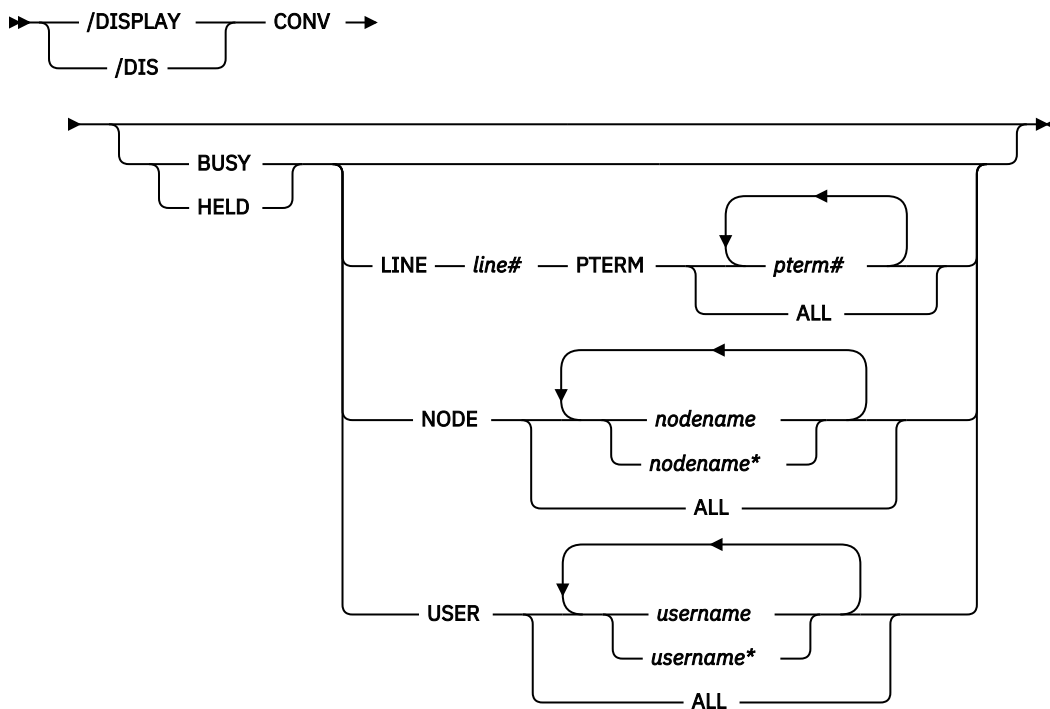 /DISPLAY CONV
/DIS
BUSY
HELD
LINE line# PTERM pterm#
ALL
NODE nodename
nodename*
ALL
USER username
username*
ALL